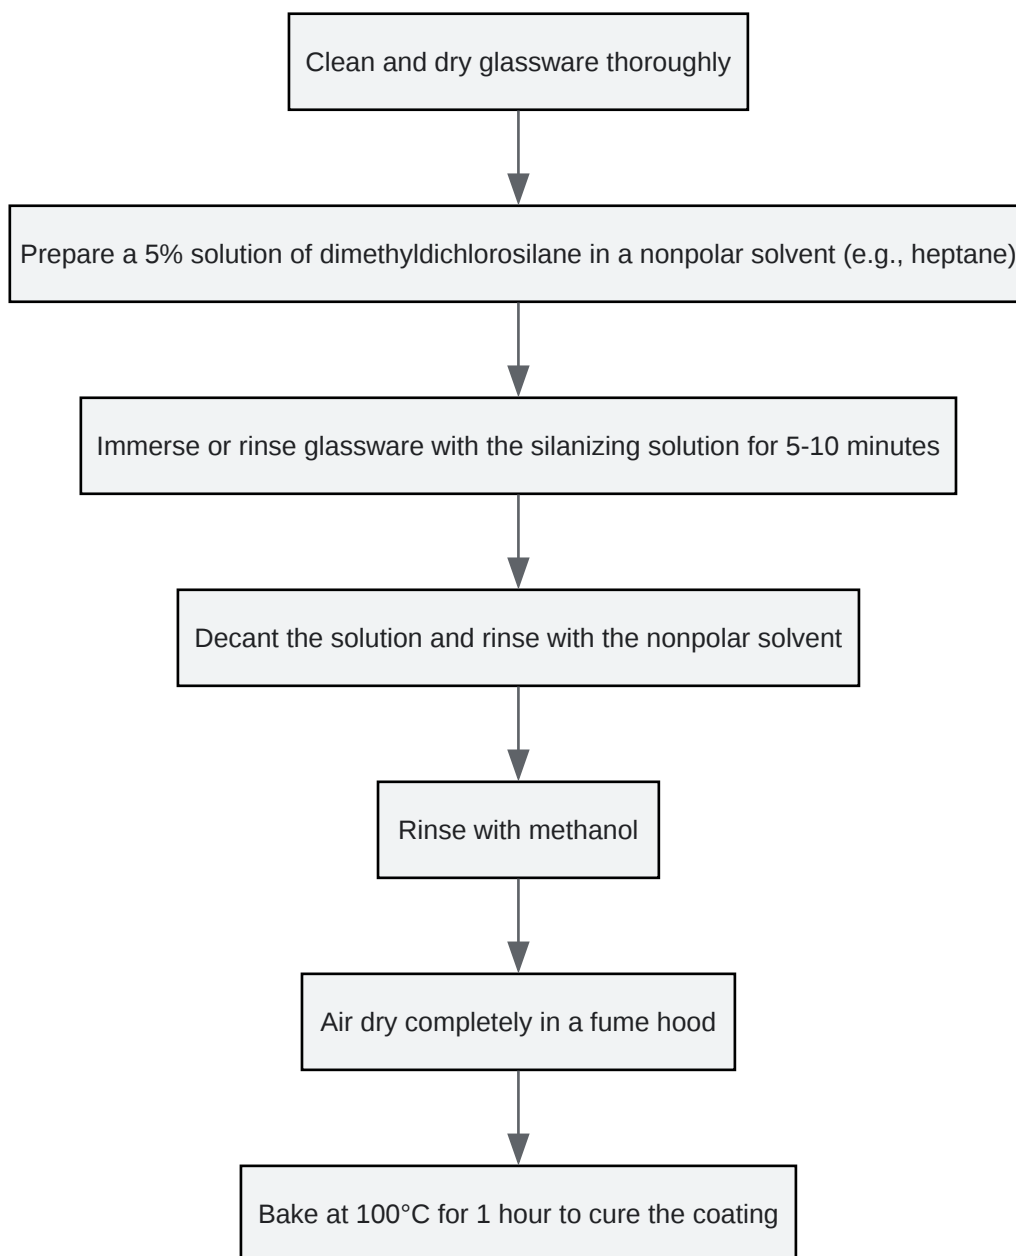 Clean and dry glassware thoroughly
Prepare a 5% solution of dimethyldichlorosilane in a nonpolar solvent (e.g., heptane)
Immerse or rinse glassware with the silanizing solution for 5-10 minutes
Decant the solution and rinse with the nonpolar solvent
Rinse with methanol
Air dry completely in a fume hood
Bake at 100°C for 1 hour to cure the coating